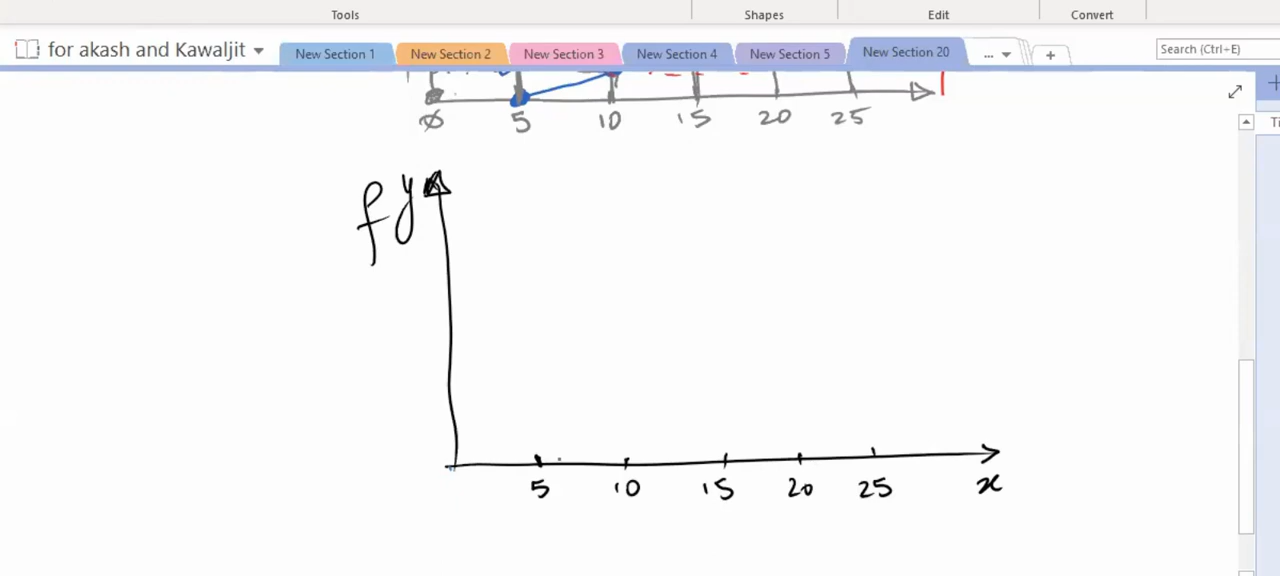 Tools Shapes Edit Convert
for akash and Kawaljit New Section 1 New Section 2 New Section 3 New Section 4 New Section 5 New Section 20 ... + Search (Ctrl+E)
0 5 10 15 20 25
fy
5 10 15 20 25 x